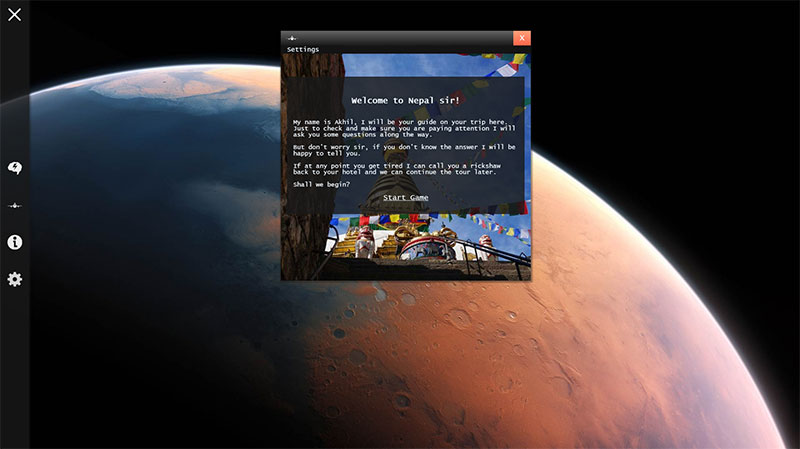 X
Settings
Welcome to Nepal sir!
My name is Akhil, I will be your guide on your trip here.
Just to check and make sure you are paying attention I will
ask you some questions along the way.
But don't worry sir, if you don't know the answer I will be
happy to tell you.
If at any point you get tired I can call you a rickshaw
back to your hotel and we can continue the tour later.
Shall we begin?
Start Game